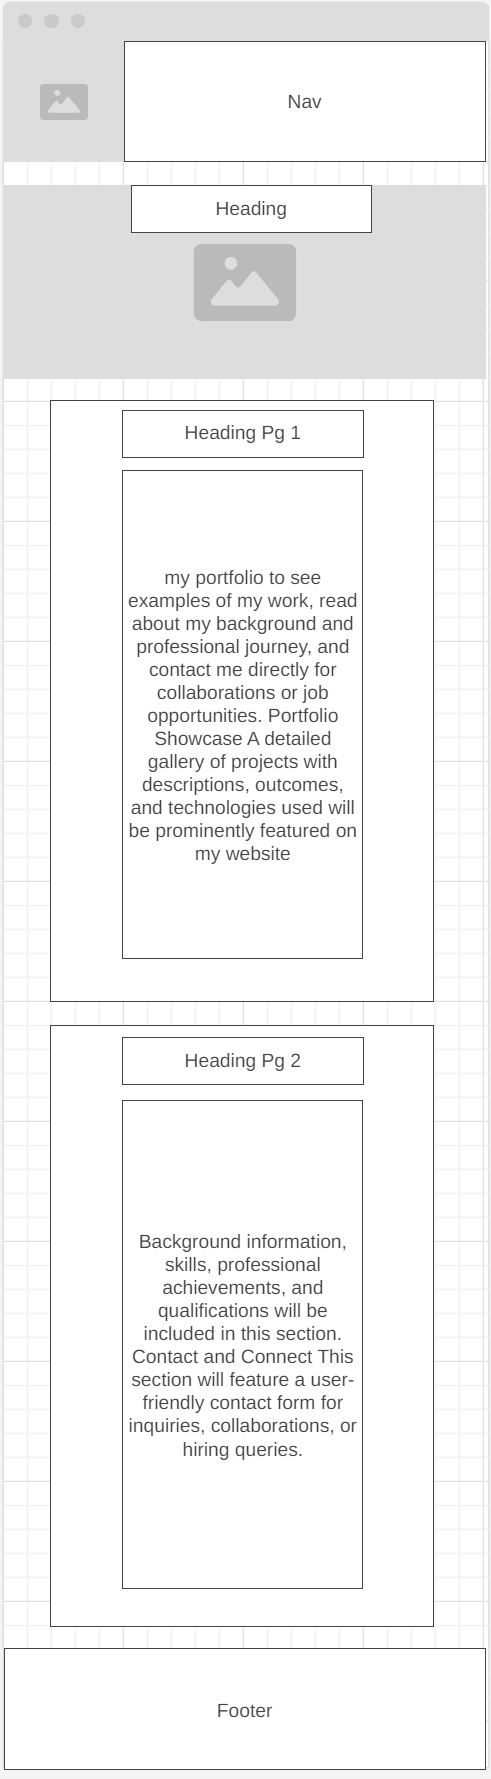 Nav
Heading
Heading Pg 1
my portfolio to see
examples of my work, read
about my background and
professional journey, and
contact me directly for
collaborations or job
opportunities. Portfolio
Showcase A detailed
gallery of projects with
descriptions, outcomes,
and technologies used will
be prominently featured on
my website
Heading Pg 2
Background information,
skills, professional
achievements, and
qualifications will be
included in this section.
Contact and Connect This
section will feature a user-
friendly contact form for
inquiries, collaborations, or
hiring queries.
Footer